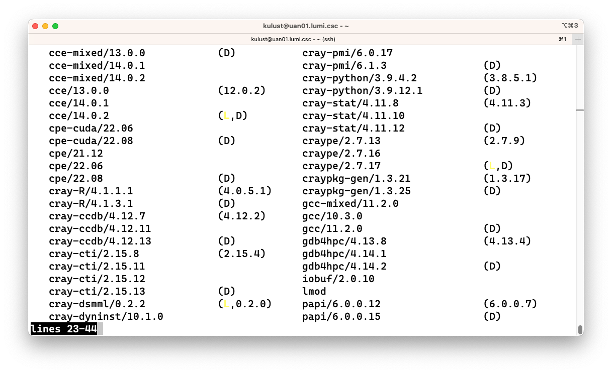 kulust@uan01.lumi.csc - ~
⌥⌘3
kulust@uan01.lumi.csc - ~ (ssh)
⌘1
cce-mixed/13.0.0 (D) cray-pmi/6.0.17
cce-mixed/14.0.1 cray-pmi/6.1.3 (D)
cce-mixed/14.0.2 cray-python/3.9.4.2 (3.8.5.1)
cce/13.0.0 (12.0.2) cray-python/3.9.12.1 (D)
cce/14.0.1 cray-stat/4.11.8 (4.11.3)
cce/14.0.2 (L,D) cray-stat/4.11.10
cpe-cuda/22.06 cray-stat/4.11.12 (D)
cpe-cuda/22.08 (D) craype/2.7.13 (2.7.9)
cpe/21.12 craype/2.7.16
cpe/22.06 craype/2.7.17 (L,D)
cpe/22.08 (D) craypkg-gen/1.3.21 (1.3.17)
cray-R/4.1.1.1 (4.0.5.1) craypkg-gen/1.3.25 (D)
cray-R/4.1.3.1 (D) gcc-mixed/11.2.0
cray-ccdb/4.12.7 (4.12.2) gcc/10.3.0
cray-ccdb/4.12.11 gcc/11.2.0 (D)
cray-ccdb/4.12.13 (D) gdb4hpc/4.13.8 (4.13.4)
cray-cti/2.15.8 (2.15.4) gdb4hpc/4.14.1
cray-cti/2.15.11 gdb4hpc/4.14.2 (D)
cray-cti/2.15.12 iobuf/2.0.10
cray-cti/2.15.13 (D) lmod
cray-dsmml/0.2.2 (L,0.2.0) papi/6.0.0.12 (6.0.0.7)
cray-dyninst/10.1.0 papi/6.0.0.15 (D)
lines 23-44